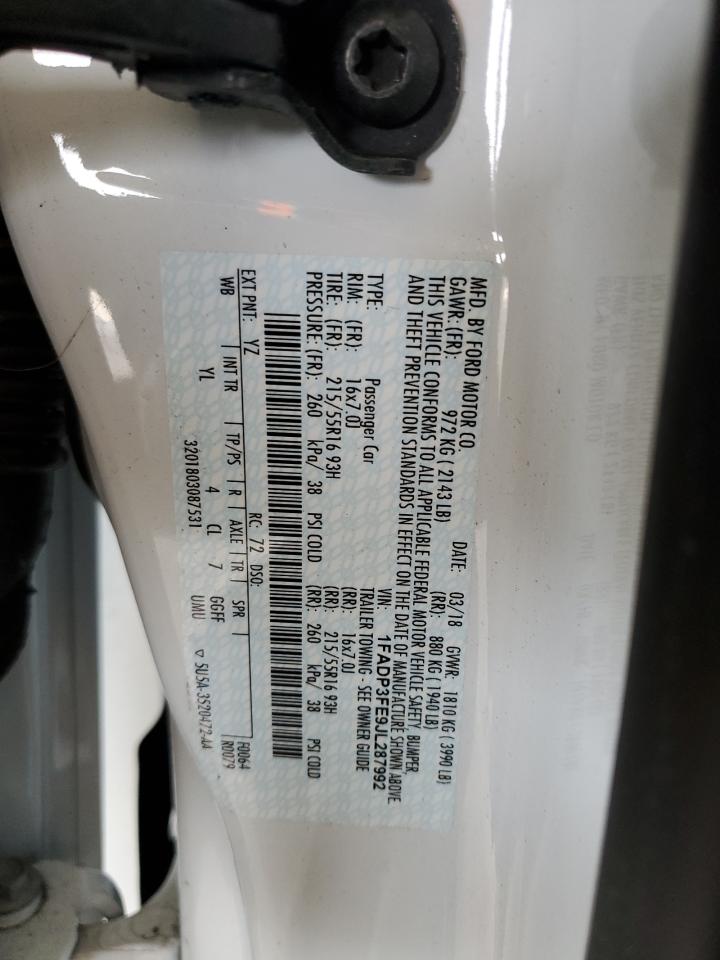 MFD. BY FORD MOTOR CO.
DATE: 03/18 GVWR: 1810 KG ( 3990 LB)
GAWR: (FR): 972 KG ( 2143 LB) (RR): 880 KG ( 1940 LB)
THIS VEHICLE CONFORMS TO ALL APPLICABLE FEDERAL MOTOR VEHICLE SAFETY, BUMPER,
AND THEFT PREVENTION STANDARDS IN EFFECT ON THE DATE OF MANUFACTURE SHOWN ABOVE.
VIN: 1FADP3FE9JL287992
TYPE: Passenger Car TRAILER TOWING - SEE OWNER GUIDE
RIM: (FR): 16x7.0J (RR): 16x7.0J
TIRE: (FR): 215/55R16 93H (RR): 215/55R16 93H
PRESSURE: (FR): 260 kPa/ 38 PSI COLD (RR): 260 kPa/ 38 PSI COLD
EXT PNT: YZ RC: 72 DSO: F0064
WB INT TR TP/PS R AXLE TR SPR R0079
YL 4 CL 7 GGFF
UMU
3201803087531 ▽ 5U5A-3520472-AA